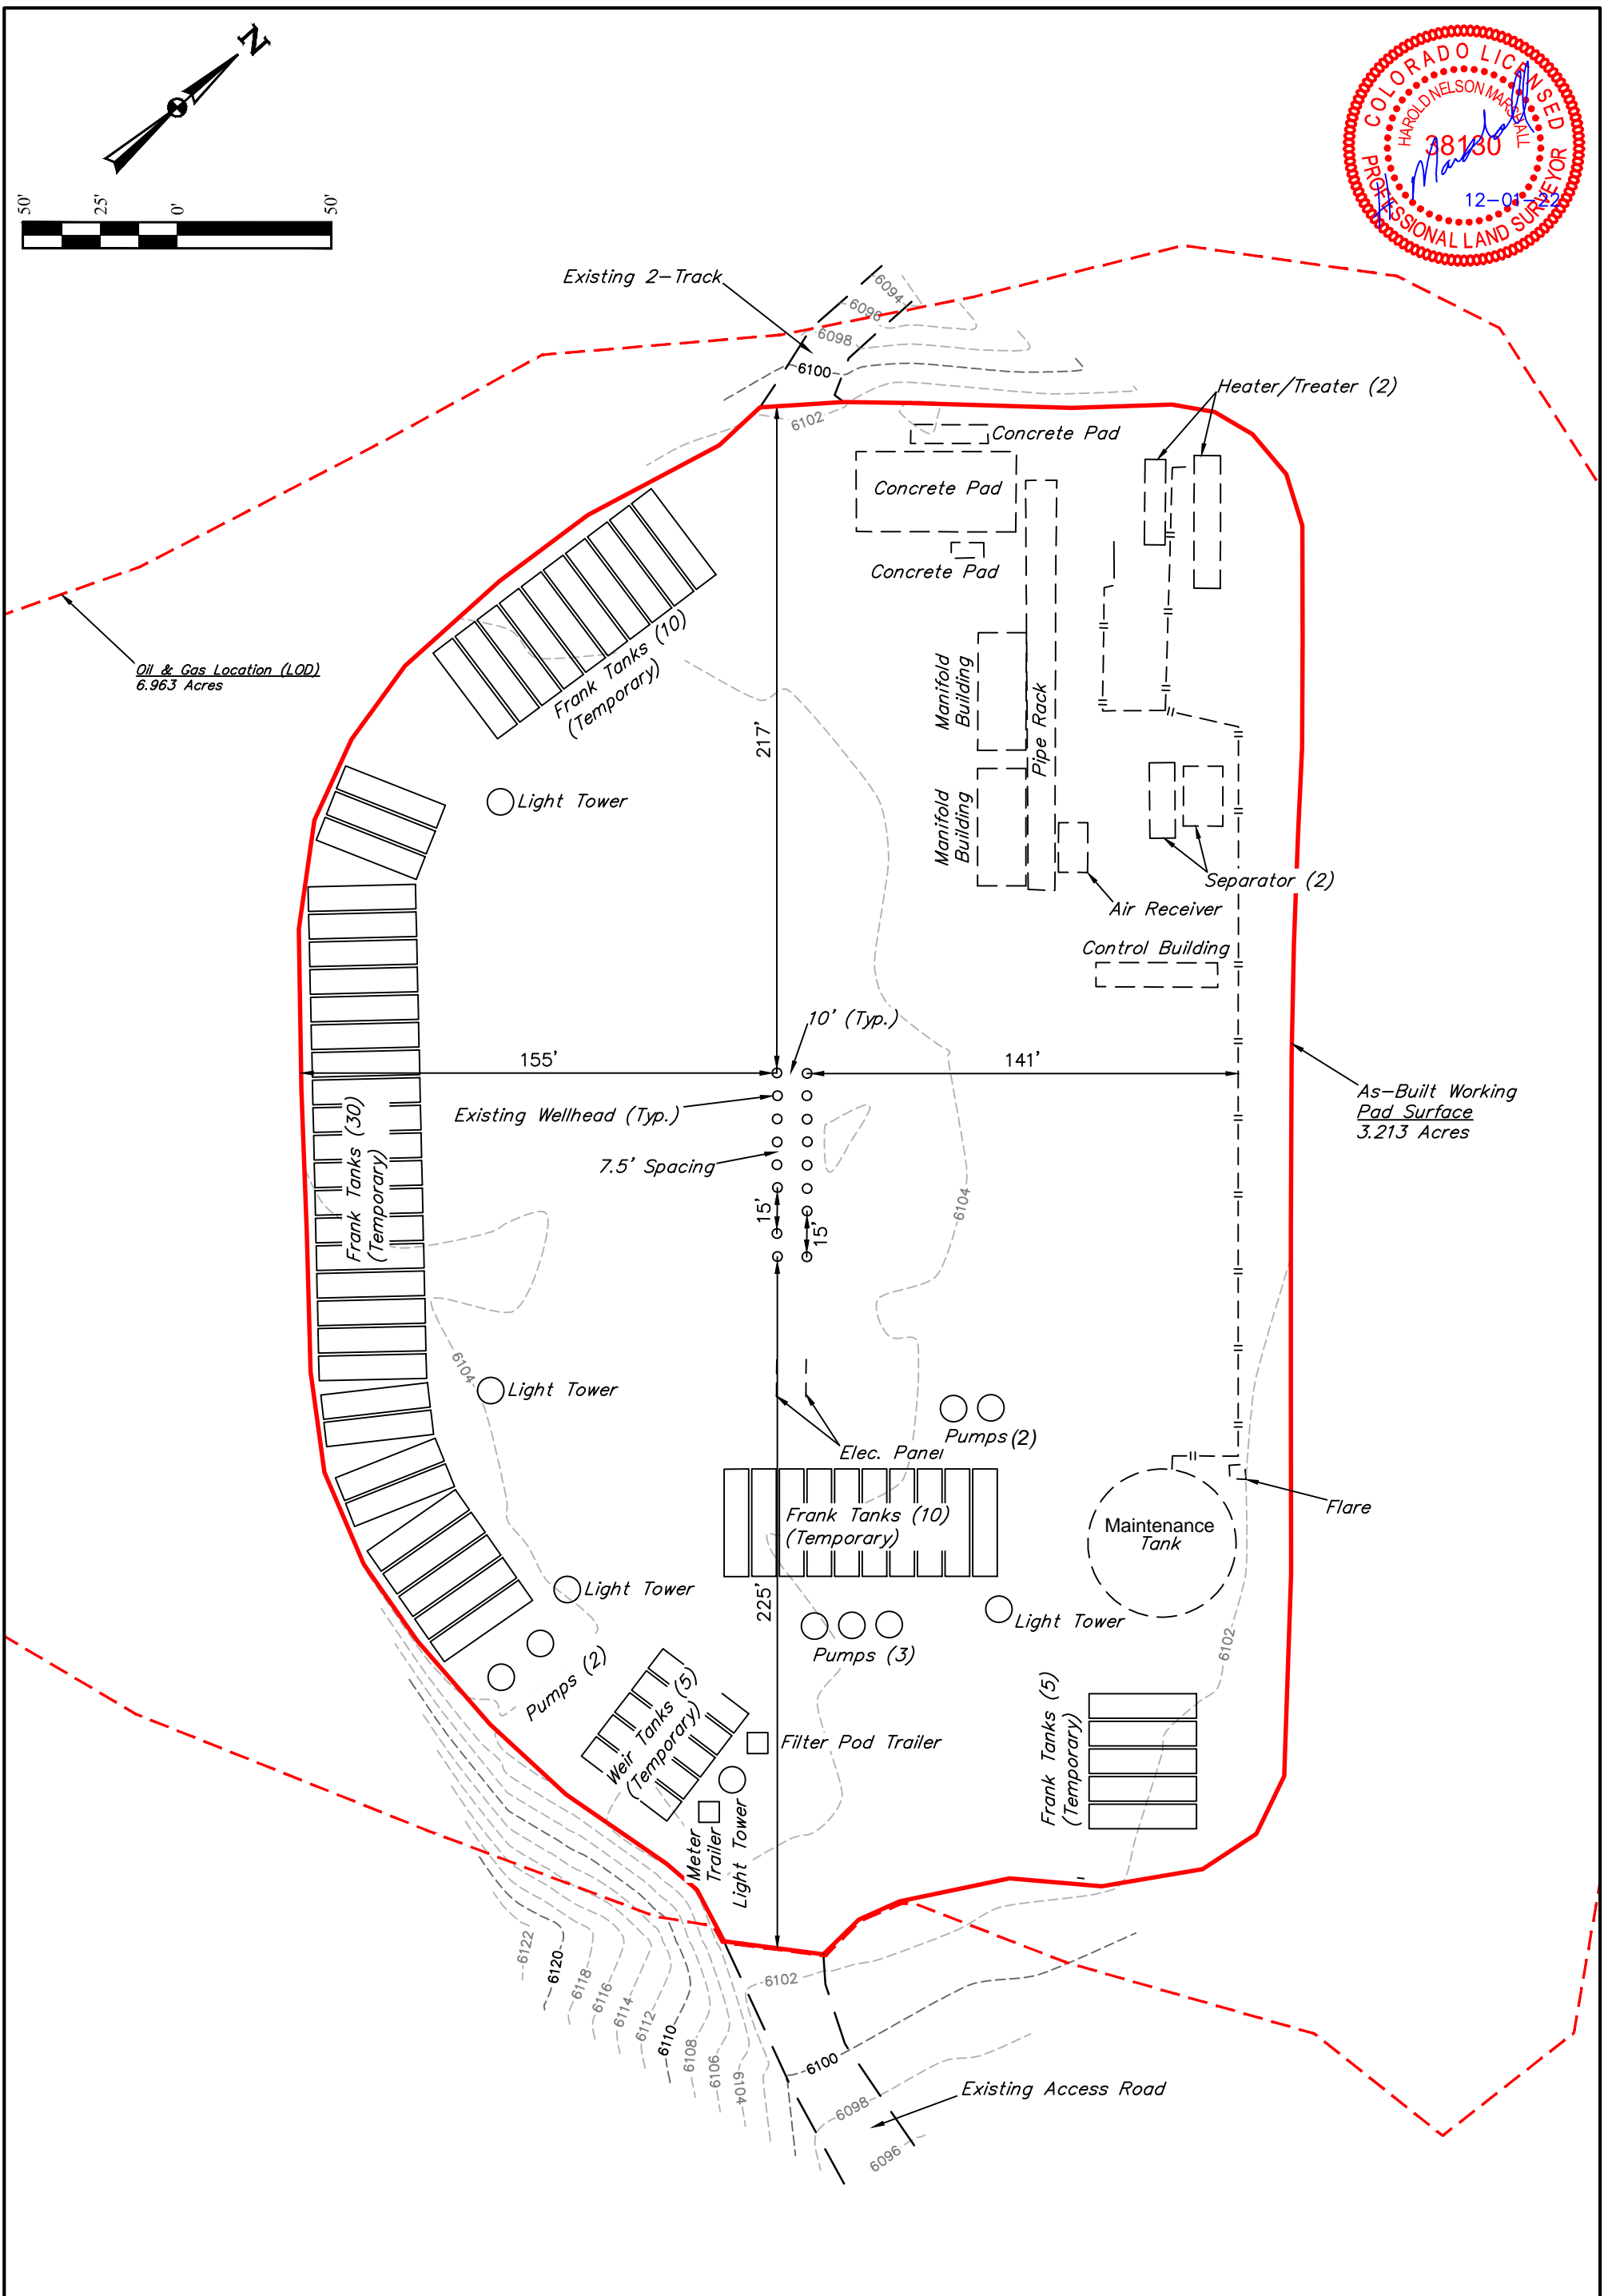 N
50'
25'
0'
50'
COLORADO LICENSED
PROFESSIONAL LAND SURVEYOR
HAROLD NELSON MARSHALL
38130
12-01-22
Existing 2-Track
6094
6096
6098
6100
6102
Heater/Treater (2)
Concrete Pad
Concrete Pad
Concrete Pad
Oil & Gas Location (LOD)
6.963 Acres
Frank Tanks (10)
(Temporary)
217'
Manifold
Building
Pipe Rack
Light Tower
Manifold
Building
Separator (2)
Air Receiver
Control Building
10' (Typ.)
155'
141'
As-Built Working
Pad Surface
3.213 Acres
Existing Wellhead (Typ.)
7.5' Spacing
Frank Tanks (30)
(Temporary)
15'
15'
6104
6104
Light Tower
Elec. Panel
Pumps (2)
Frank Tanks (10)
(Temporary)
Flare
Maintenance
Tank
Light Tower
225'
Light Tower
Pumps (3)
Pumps (2)
6102
Weir Tanks (5)
(Temporary)
Filter Pod Trailer
Frank Tanks (5)
(Temporary)
Meter
Trailer
Light Tower
6122
6120
6118
6116
6114
6112
6110
6108
6106
6104
6102
6100
6098
6096
Existing Access Road